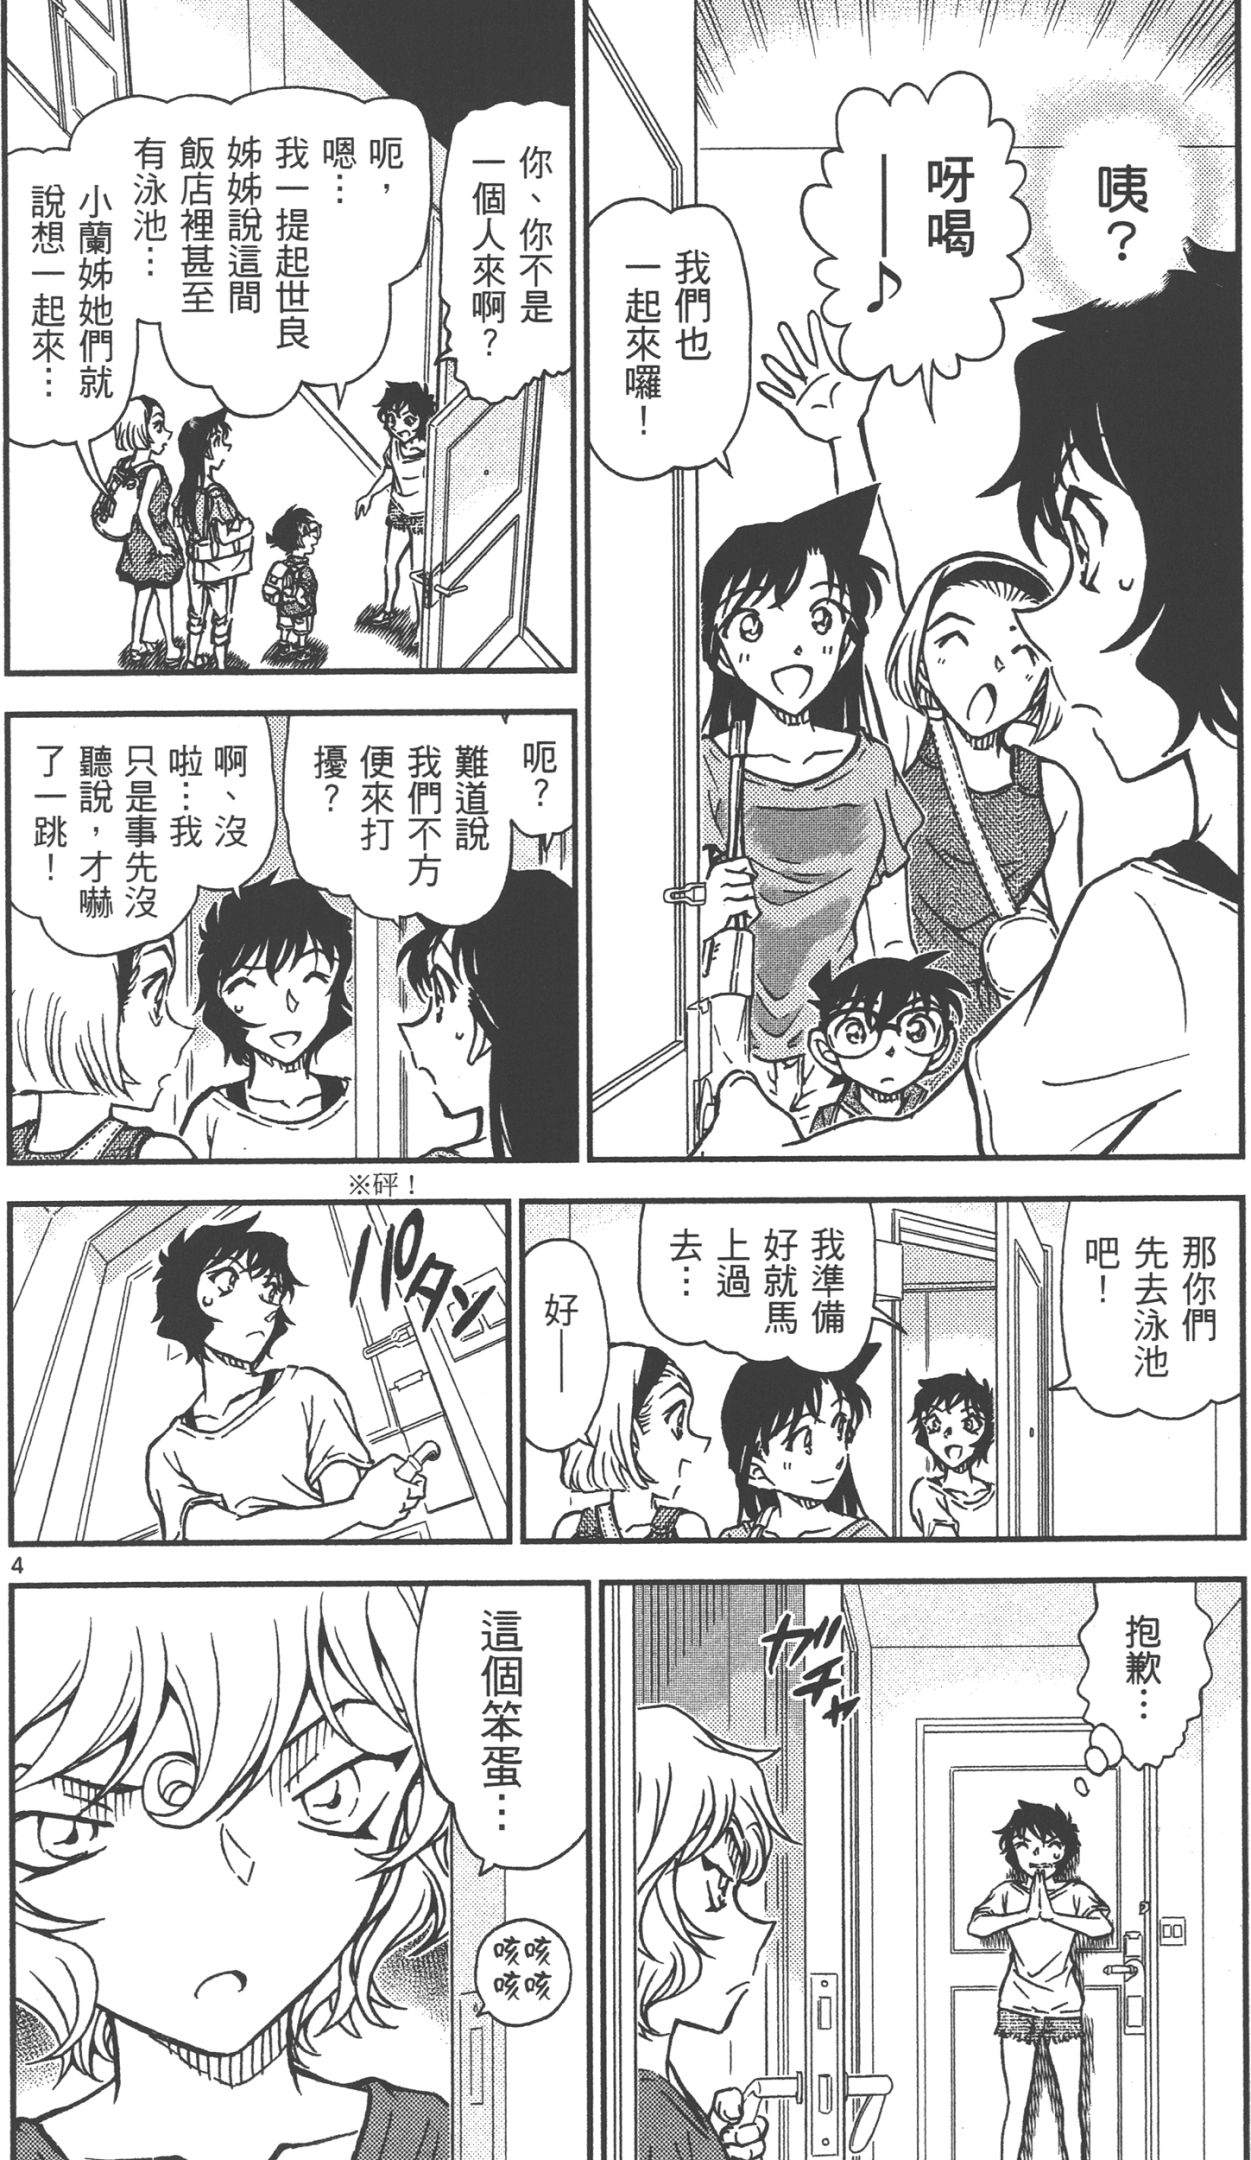 咦？
呀喝
──♪
我們也
一起來囉！
你、你不是
一個人來啊？
呃，
嗯…
我一提起世良
姊姊說這間
飯店裡甚至
有泳池…
小蘭姊她們就
說想一起來…
呃？
難道說
我們不方
便來打
擾？
啊、沒
啦…我
只是事先沒
聽說，才嚇
了一跳！
那你們
先去泳池
吧！
我準備
好就馬
上過
去…
好──
※砰！
パタン
抱歉…
ガチャ
這個笨蛋…
咳咳
咳咳
4